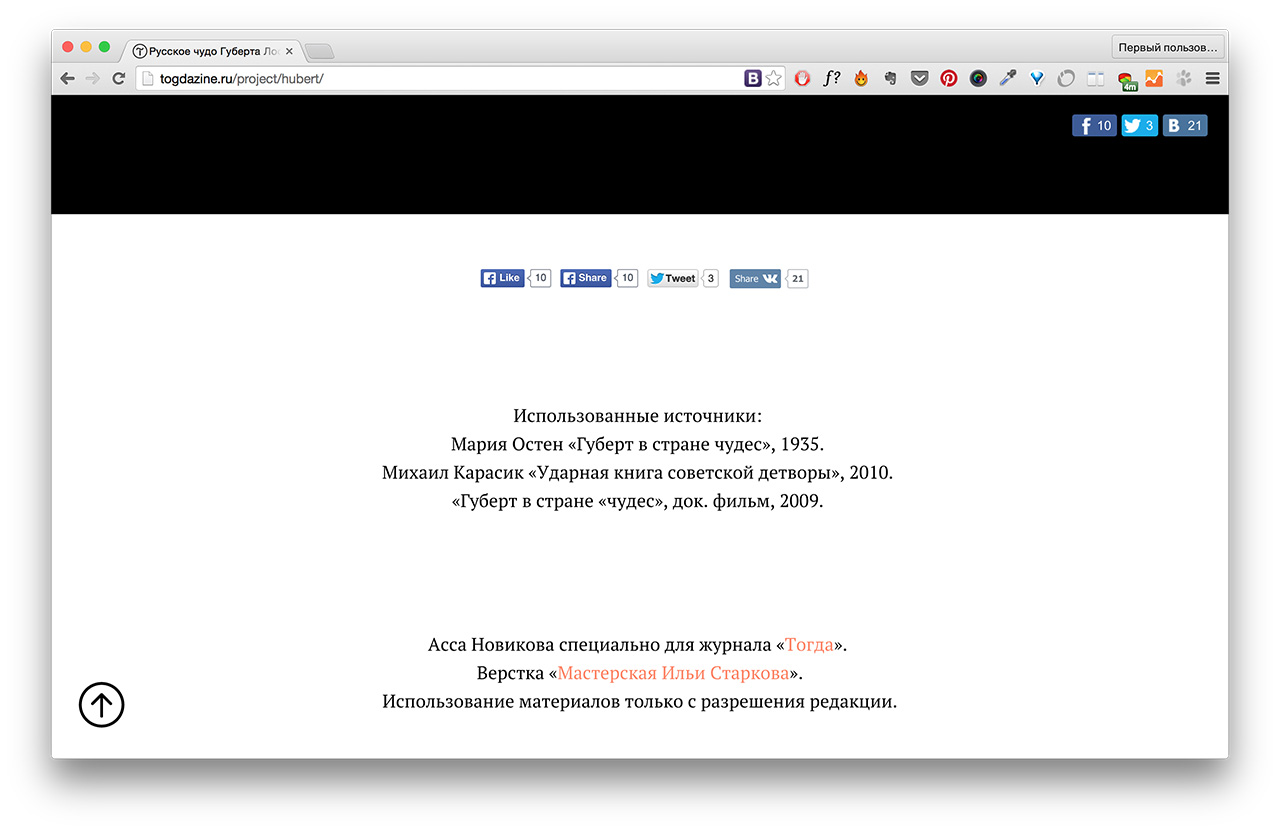 Русское чудо Губерта Ло
Первый пользов...
togdazine.ru/project/hubert/
B
f?
4m
10
3
B 21
Like 10
Share 10
Tweet 3
Share 21
Использованные источники:
Мария Остен «Губерт в стране чудес», 1935.
Михаил Карасик «Ударная книга советской детворы», 2010.
«Губерт в стране «чудес», док. фильм, 2009.
Асса Новикова специально для журнала «Тогда».
Верстка «Мастерская Ильи Старкова».
Использование материалов только с разрешения редакции.